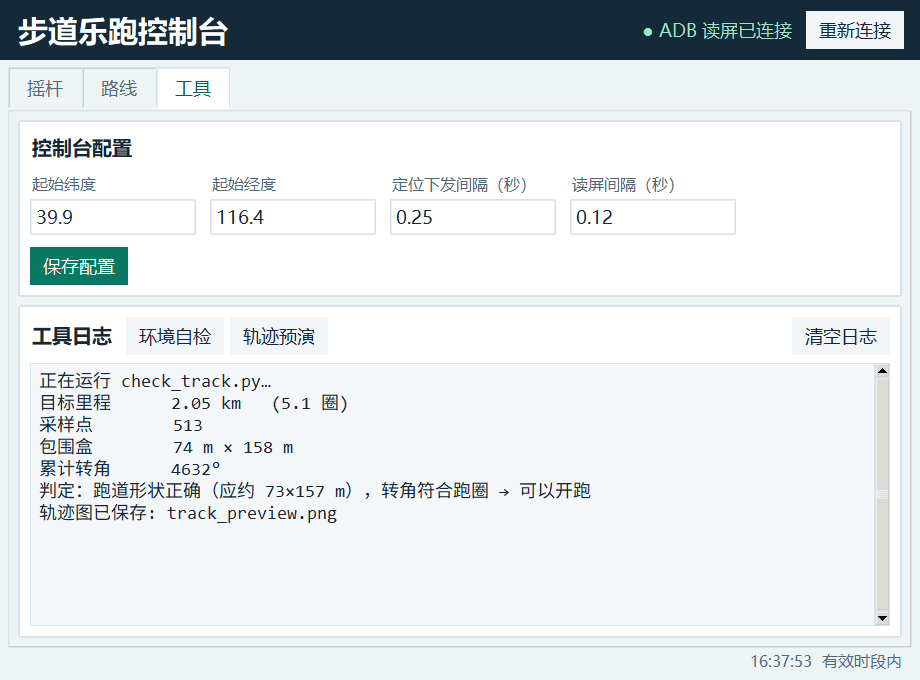 步道乐跑控制台
● ADB 读屏已连接 重新连接
摇杆 路线 工具
控制台配置
起始纬度 起始经度 定位下发间隔（秒） 读屏间隔（秒）
39.9 116.4 0.25 0.12
保存配置
工具日志 环境自检 轨迹预演 清空日志
正在运行 check_track.py…
目标里程 2.05 km （5.1 圈）
采样点 513
包围盒 74 m × 158 m
累计转角 4632°
判定：跑道形状正确（应约 73×157 m），转角符合跑圈 → 可以开跑
轨迹图已保存：track_preview.png
16:37:53 有效时段内